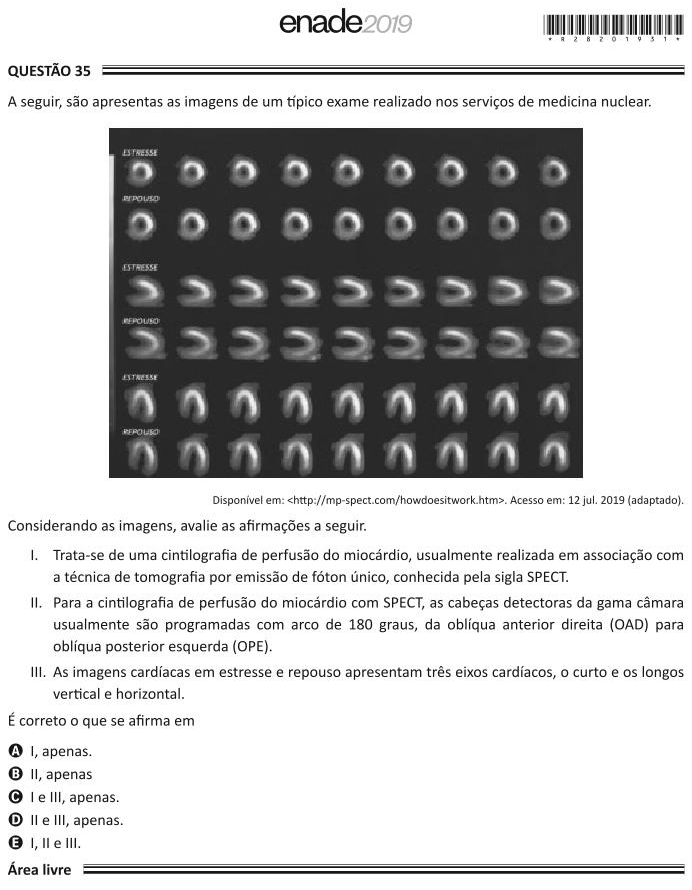 enade2019
* R 2 8 2 0 1 9 3 1 *
QUESTÃO 35
A seguir, são apresentas as imagens de um típico exame realizado nos serviços de medicina nuclear.
ESTRESSE
REPOUSO
ESTRESSE
REPOUSO
ESTRESSE
REPOUSO
Disponível em: <http://mp-spect.com/howdoesitwork.htm>. Acesso em: 12 jul. 2019 (adaptado).
Considerando as imagens, avalie as afirmações a seguir.
I. Trata-se de uma cintilografia de perfusão do miocárdio, usualmente realizada em associação com
a técnica de tomografia por emissão de fóton único, conhecida pela sigla SPECT.
II. Para a cintilografia de perfusão do miocárdio com SPECT, as cabeças detectoras da gama câmara
usualmente são programadas com arco de 180 graus, da oblíqua anterior direita (OAD) para
oblíqua posterior esquerda (OPE).
III. As imagens cardíacas em estresse e repouso apresentam três eixos cardíacos, o curto e os longos
vertical e horizontal.
É correto o que se afirma em
A I, apenas.
B II, apenas
C I e III, apenas.
D II e III, apenas.
E I, II e III.
Área livre